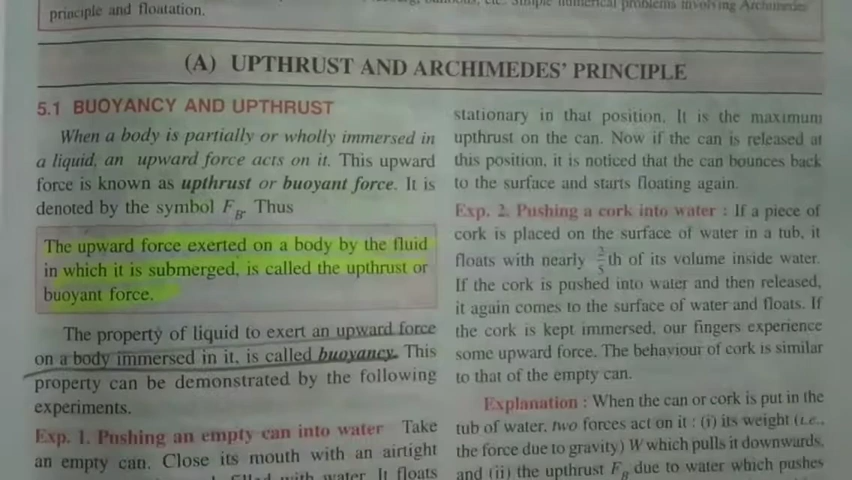 etc. Simple numerical problems involving Archimedes'
principle and floatation.
(A) UPTHRUST AND ARCHIMEDES' PRINCIPLE
5.1 BUOYANCY AND UPTHRUST
When a body is partially or wholly immersed in
a liquid, an upward force acts on it. This upward
force is known as upthrust or buoyant force. It is
denoted by the symbol F_B. Thus
The upward force exerted on a body by the fluid
in which it is submerged, is called the upthrust or
buoyant force.
The property of liquid to exert an upward force
on a body immersed in it, is called buoyancy. This
property can be demonstrated by the following
experiments.
Exp. 1. Pushing an empty can into water Take
an empty can. Close its mouth with an airtight
filled with water. It floats
stationary in that position. It is the maximum
upthrust on the can. Now if the can is released at
this position, it is noticed that the can bounces back
to the surface and starts floating again.
Exp. 2. Pushing a cork into water : If a piece of
cork is placed on the surface of water in a tub, it
floats with nearly 2/5 th of its volume inside water.
If the cork is pushed into water and then released,
it again comes to the surface of water and floats. If
the cork is kept immersed, our fingers experience
some upward force. The behaviour of cork is similar
to that of the empty can.
Explanation : When the can or cork is put in the
tub of water, two forces act on it : (i) its weight (i.e.,
the force due to gravity) W which pulls it downwards,
and (ii) the upthrust F_B due to water which pushes